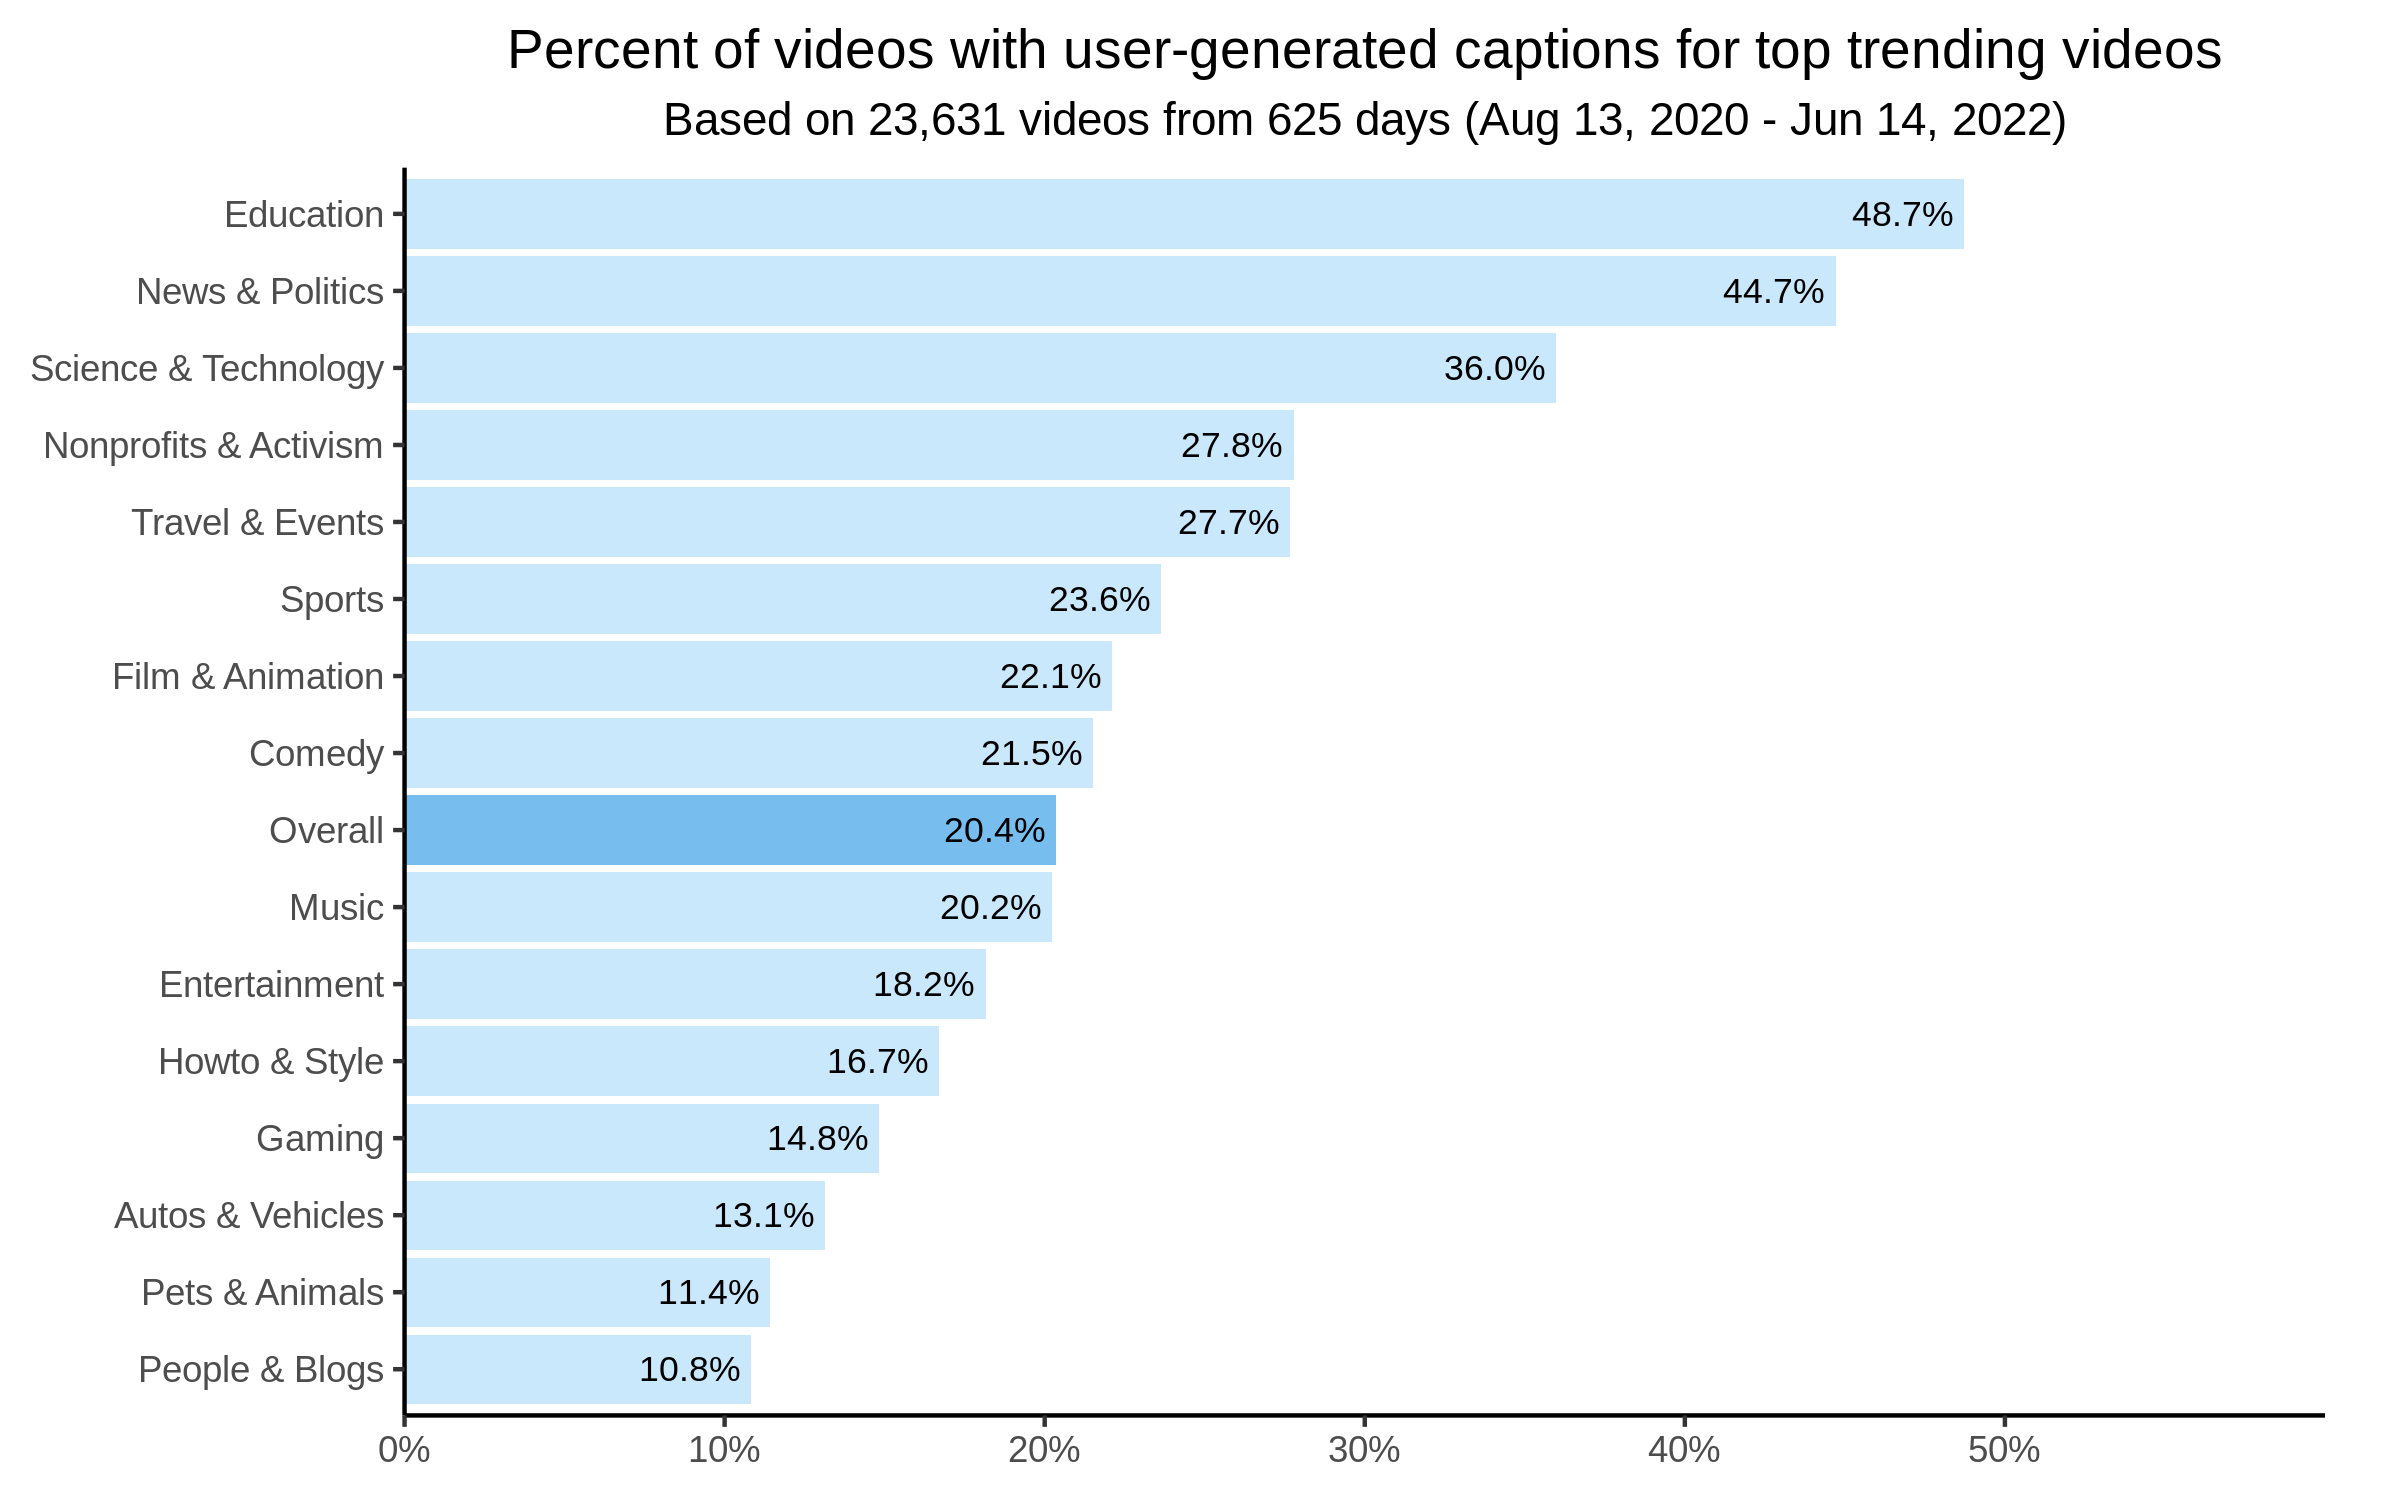 Percent of videos with user-generated captions for top trending videos
Based on 23,631 videos from 625 days (Aug 13, 2020 - Jun 14, 2022)
Education 48.7%
News & Politics 44.7%
Science & Technology 36.0%
Nonprofits & Activism 27.8%
Travel & Events 27.7%
Sports 23.6%
Film & Animation 22.1%
Comedy 21.5%
Overall 20.4%
Music 20.2%
Entertainment 18.2%
Howto & Style 16.7%
Gaming 14.8%
Autos & Vehicles 13.1%
Pets & Animals 11.4%
People & Blogs 10.8%
0% 10% 20% 30% 40% 50%